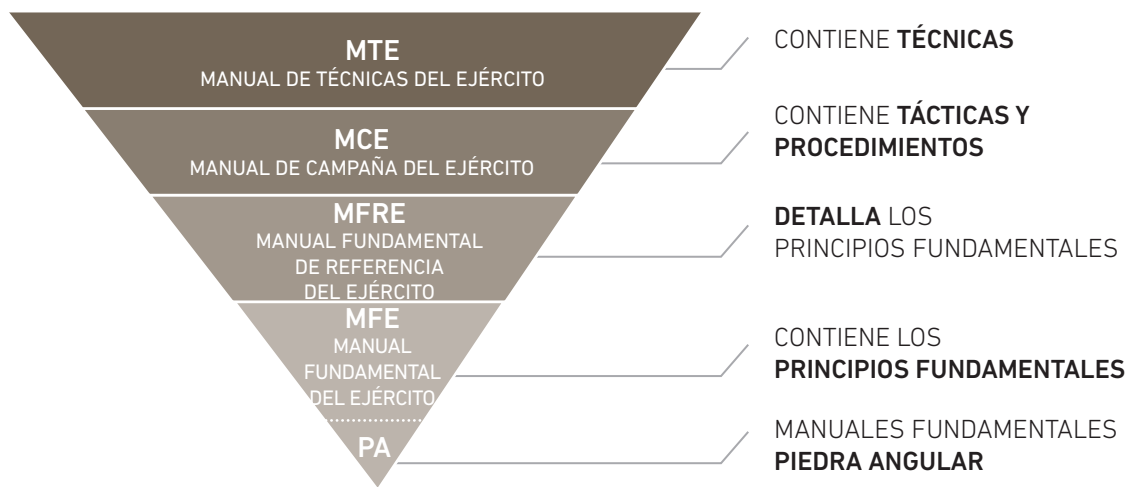 MTE
MANUAL DE TÉCNICAS DEL EJÉRCITO
CONTIENE TÉCNICAS
MCE
MANUAL DE CAMPAÑA DEL EJÉRCITO
CONTIENE TÁCTICAS Y
PROCEDIMIENTOS
MFRE
MANUAL FUNDAMENTAL
DE REFERENCIA
DEL EJÉRCITO
DETALLA LOS
PRINCIPIOS FUNDAMENTALES
MFE
MANUAL
FUNDAMENTAL
DEL EJÉRCITO
CONTIENE LOS
PRINCIPIOS FUNDAMENTALES
PA
MANUALES FUNDAMENTALES
PIEDRA ANGULAR